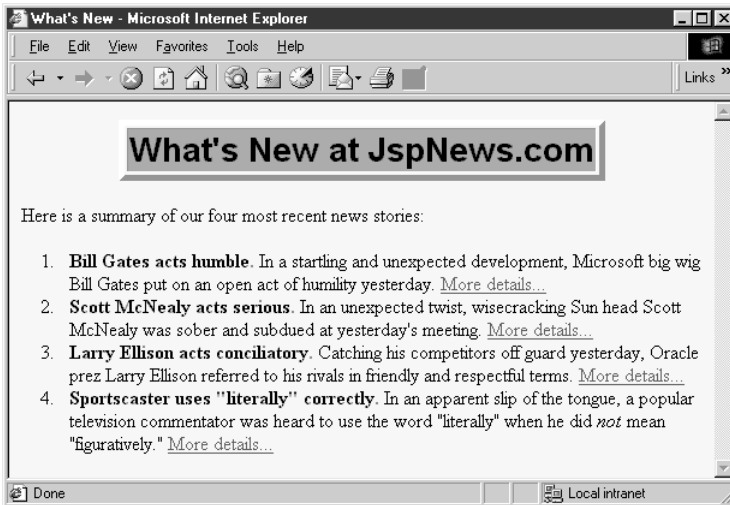 What's New - Microsoft Internet Explorer
File Edit View Favorites Tools Help
Links »
What's New at JspNews.com
Here is a summary of our four most recent news stories:
1. Bill Gates acts humble. In a startling and unexpected development, Microsoft big wig
Bill Gates put on an open act of humility yesterday. More details...
2. Scott McNealy acts serious. In an unexpected twist, wisecracking Sun head Scott
McNealy was sober and subdued at yesterday's meeting. More details...
3. Larry Ellison acts conciliatory. Catching his competitors off guard yesterday, Oracle
prez Larry Ellison referred to his rivals in friendly and respectful terms. More details...
4. Sportscaster uses "literally" correctly. In an apparent slip of the tongue, a popular
television commentator was heard to use the word "literally" when he did not mean
"figuratively." More details...
Done Local intranet